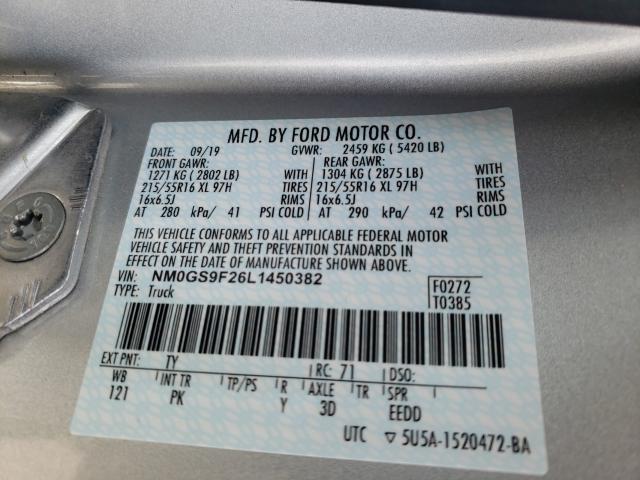 MFD. BY FORD MOTOR CO.
DATE: 09/19 GVWR: 2459 KG ( 5420 LB)
FRONT GAWR: REAR GAWR:
1271 KG ( 2802 LB) 1304 KG ( 2875 LB)
215/55R16 XL 97H TIRES 215/55R16 XL 97H TIRES
16x6.5J RIMS 16x6.5J RIMS
AT 280 kPa/ 41 PSI COLD AT 290 kPa/ 42 PSI COLD
THIS VEHICLE CONFORMS TO ALL APPLICABLE FEDERAL MOTOR
VEHICLE SAFETY AND THEFT PREVENTION STANDARDS IN
EFFECT ON THE DATE OF MANUFACTURE SHOWN ABOVE.
VIN: NM0GS9F26L1450382 F0272
TYPE: Truck T0385
EXT PNT: TY RC: 71 DSO:
WB INT TR TP/PS R AXLE TR SPR
121 PK Y 3D EEDD
UTC ▽ 5U5A-1520472-BA